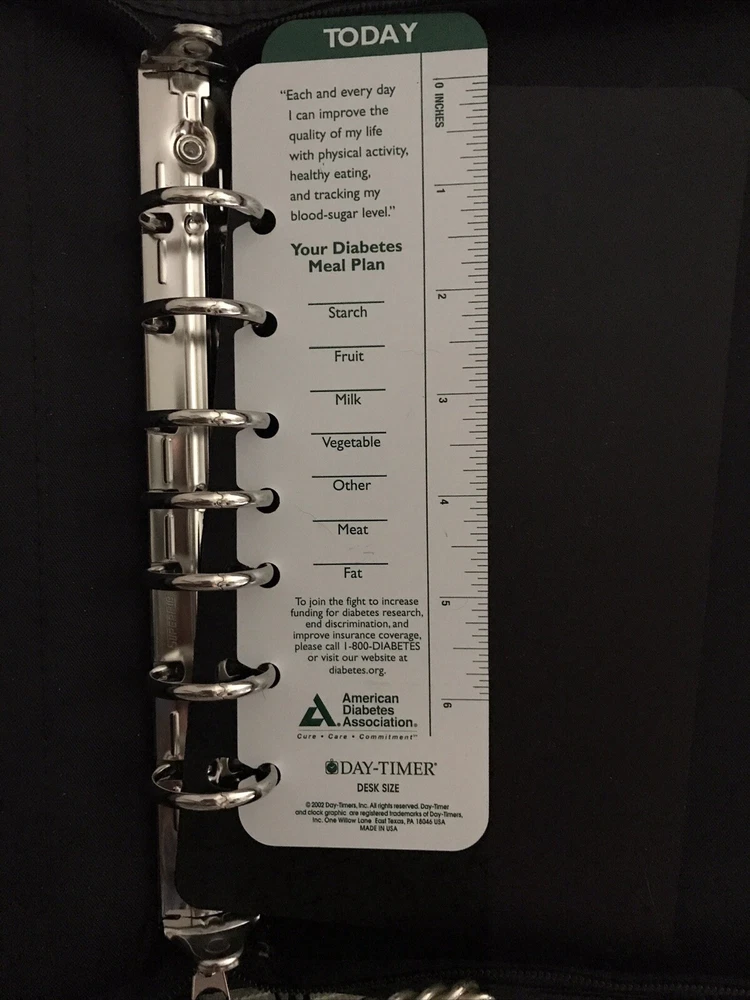 TODAY
"Each and every day
I can improve the
quality of my life
with physical activity,
healthy eating,
and tracking my
blood-sugar level."
Your Diabetes
Meal Plan
Starch
Fruit
Milk
Vegetable
Other
Meat
Fat
To join the fight to increase
funding for diabetes research,
end discrimination, and
improve insurance coverage,
please call 1-800-DIABETES
or visit our website at
diabetes.org.
American
Diabetes
Association®
Cure • Care • Commitment℠
DAY-TIMER®
DESK SIZE
© 2002 Day-Timers, Inc. All rights reserved. Day-Timer
and clock graphic are registered trademarks of Day-Timers,
Inc. One Willow Lane East Texas, PA 18046 USA
MADE IN USA
0 INCHES
1
2
3
4
5
6